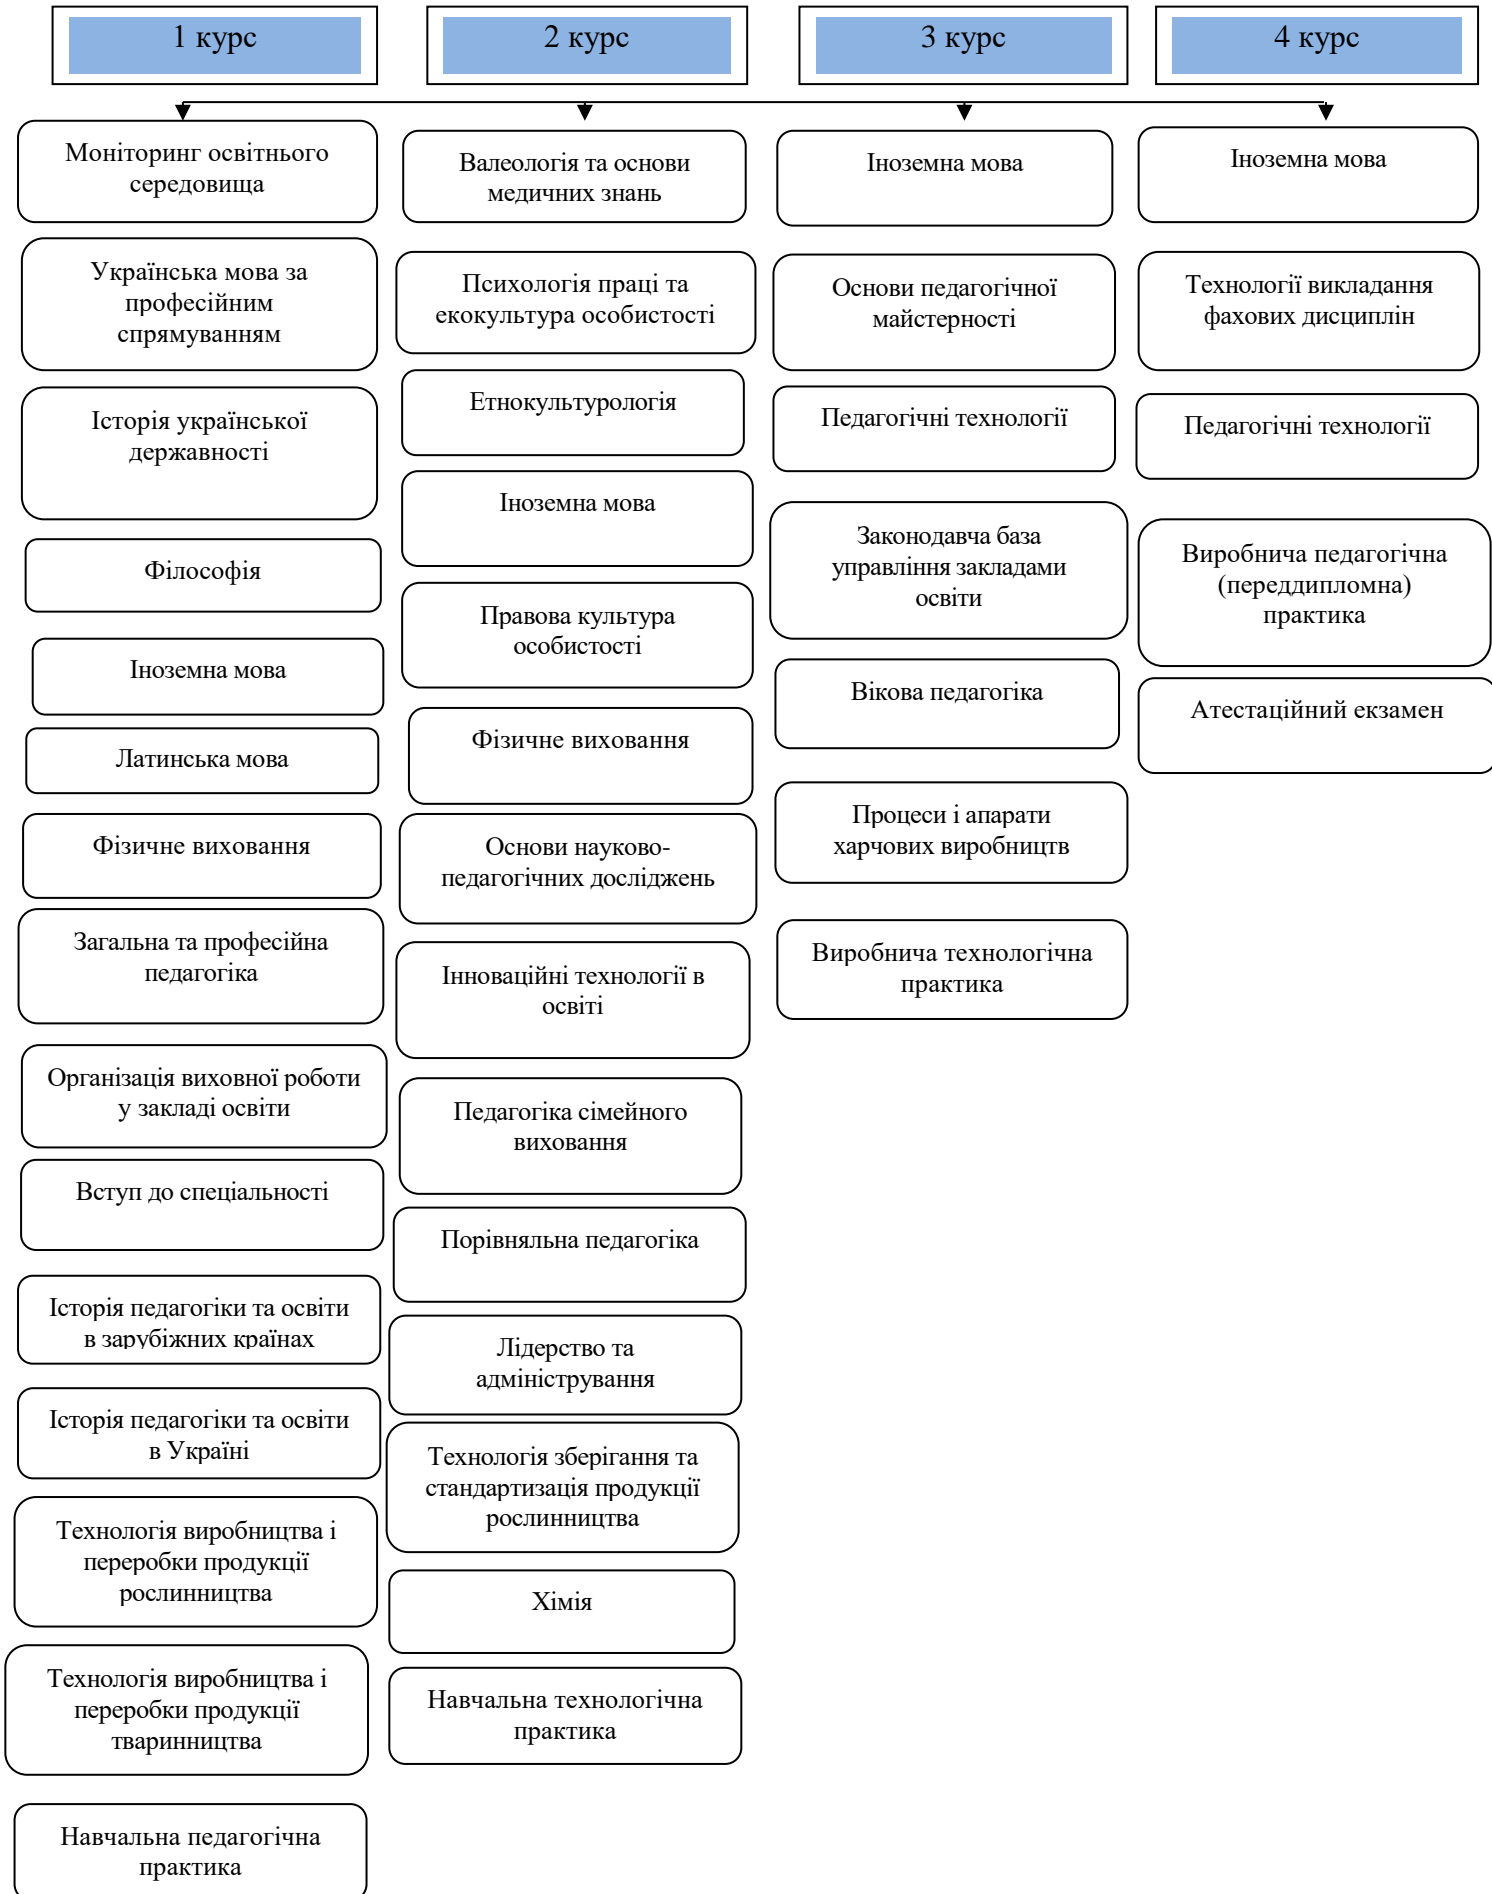 1 курс
2 курс
3 курс
4 курс
Моніторинг освітнього
середовища
Українська мова за
професійним
спрямуванням
Історія української
державності
Філософія
Іноземна мова
Латинська мова
Фізичне виховання
Загальна та професійна
педагогіка
Організація виховної роботи
у закладі освіти
Вступ до спеціальності
Історія педагогіки та освіти
в зарубіжних країнах
Історія педагогіки та освіти
в Україні
Технологія виробництва і
переробки продукції
рослинництва
Технологія виробництва і
переробки продукції
тваринництва
Навчальна педагогічна
практика
Валеологія та основи
медичних знань
Психологія праці та
екокультура особистості
Етнокультурологія
Іноземна мова
Правова культура
особистості
Фізичне виховання
Основи науково-
педагогічних досліджень
Інноваційні технології в
освіті
Педагогіка сімейного
виховання
Порівняльна педагогіка
Лідерство та
адміністрування
Технологія зберігання та
стандартизація продукції
рослинництва
Хімія
Навчальна технологічна
практика
Іноземна мова
Основи педагогічної
майстерності
Педагогічні технології
Законодавча база
управління закладами
освіти
Вікова педагогіка
Процеси і апарати
харчових виробництв
Виробнича технологічна
практика
Іноземна мова
Технології викладання
фахових дисциплін
Педагогічні технології
Виробнича педагогічна
(переддипломна)
практика
Атестаційний екзамен